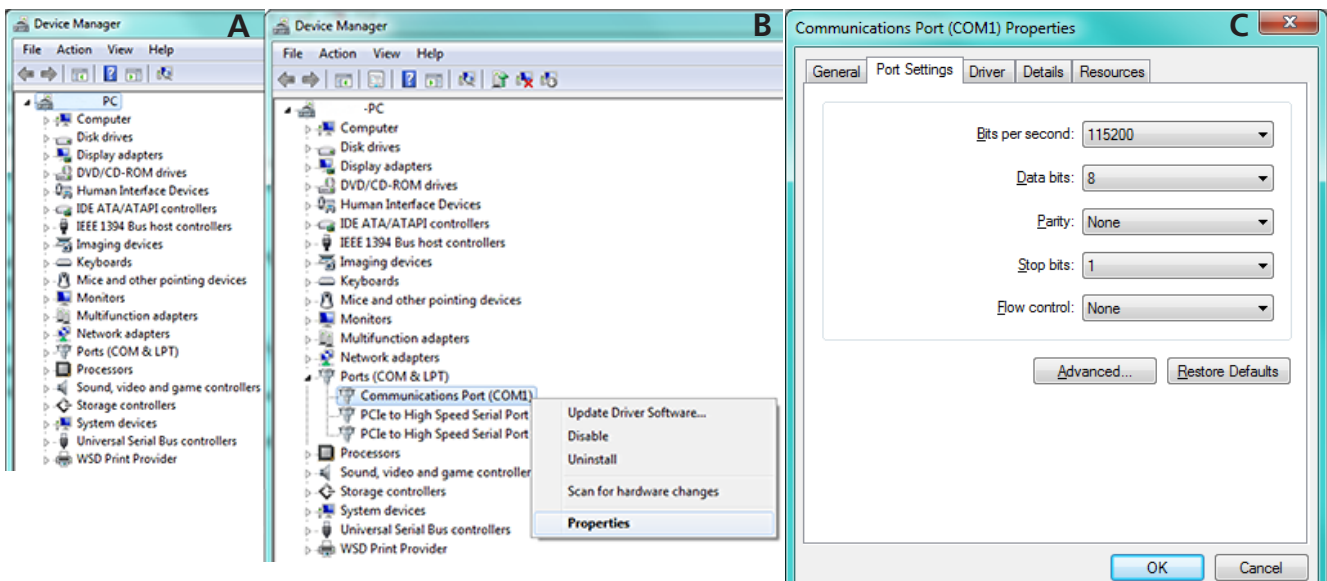 Device Manager
A
File Action View Help
PC
Computer
Disk drives
Display adapters
DVD/CD-ROM drives
Human Interface Devices
IDE ATA/ATAPI controllers
IEEE 1394 Bus host controllers
Imaging devices
Keyboards
Mice and other pointing devices
Monitors
Multifunction adapters
Network adapters
Ports (COM & LPT)
Processors
Sound, video and game controllers
Storage controllers
System devices
Universal Serial Bus controllers
WSD Print Provider
Device Manager
B
File Action View Help
-PC
Computer
Disk drives
Display adapters
DVD/CD-ROM drives
Human Interface Devices
IDE ATA/ATAPI controllers
IEEE 1394 Bus host controllers
Imaging devices
Keyboards
Mice and other pointing devices
Monitors
Multifunction adapters
Network adapters
Ports (COM & LPT)
Communications Port (COM1)
PCIe to High Speed Serial Port
PCIe to High Speed Serial Port
Processors
Sound, video and game controller
Storage controllers
System devices
Universal Serial Bus controllers
WSD Print Provider
Update Driver Software...
Disable
Uninstall
Scan for hardware changes
Properties
Communications Port (COM1) Properties
C
General Port Settings Driver Details Resources
Bits per second: 115200
Data bits: 8
Parity: None
Stop bits: 1
Flow control: None
Advanced... Restore Defaults
OK Cancel